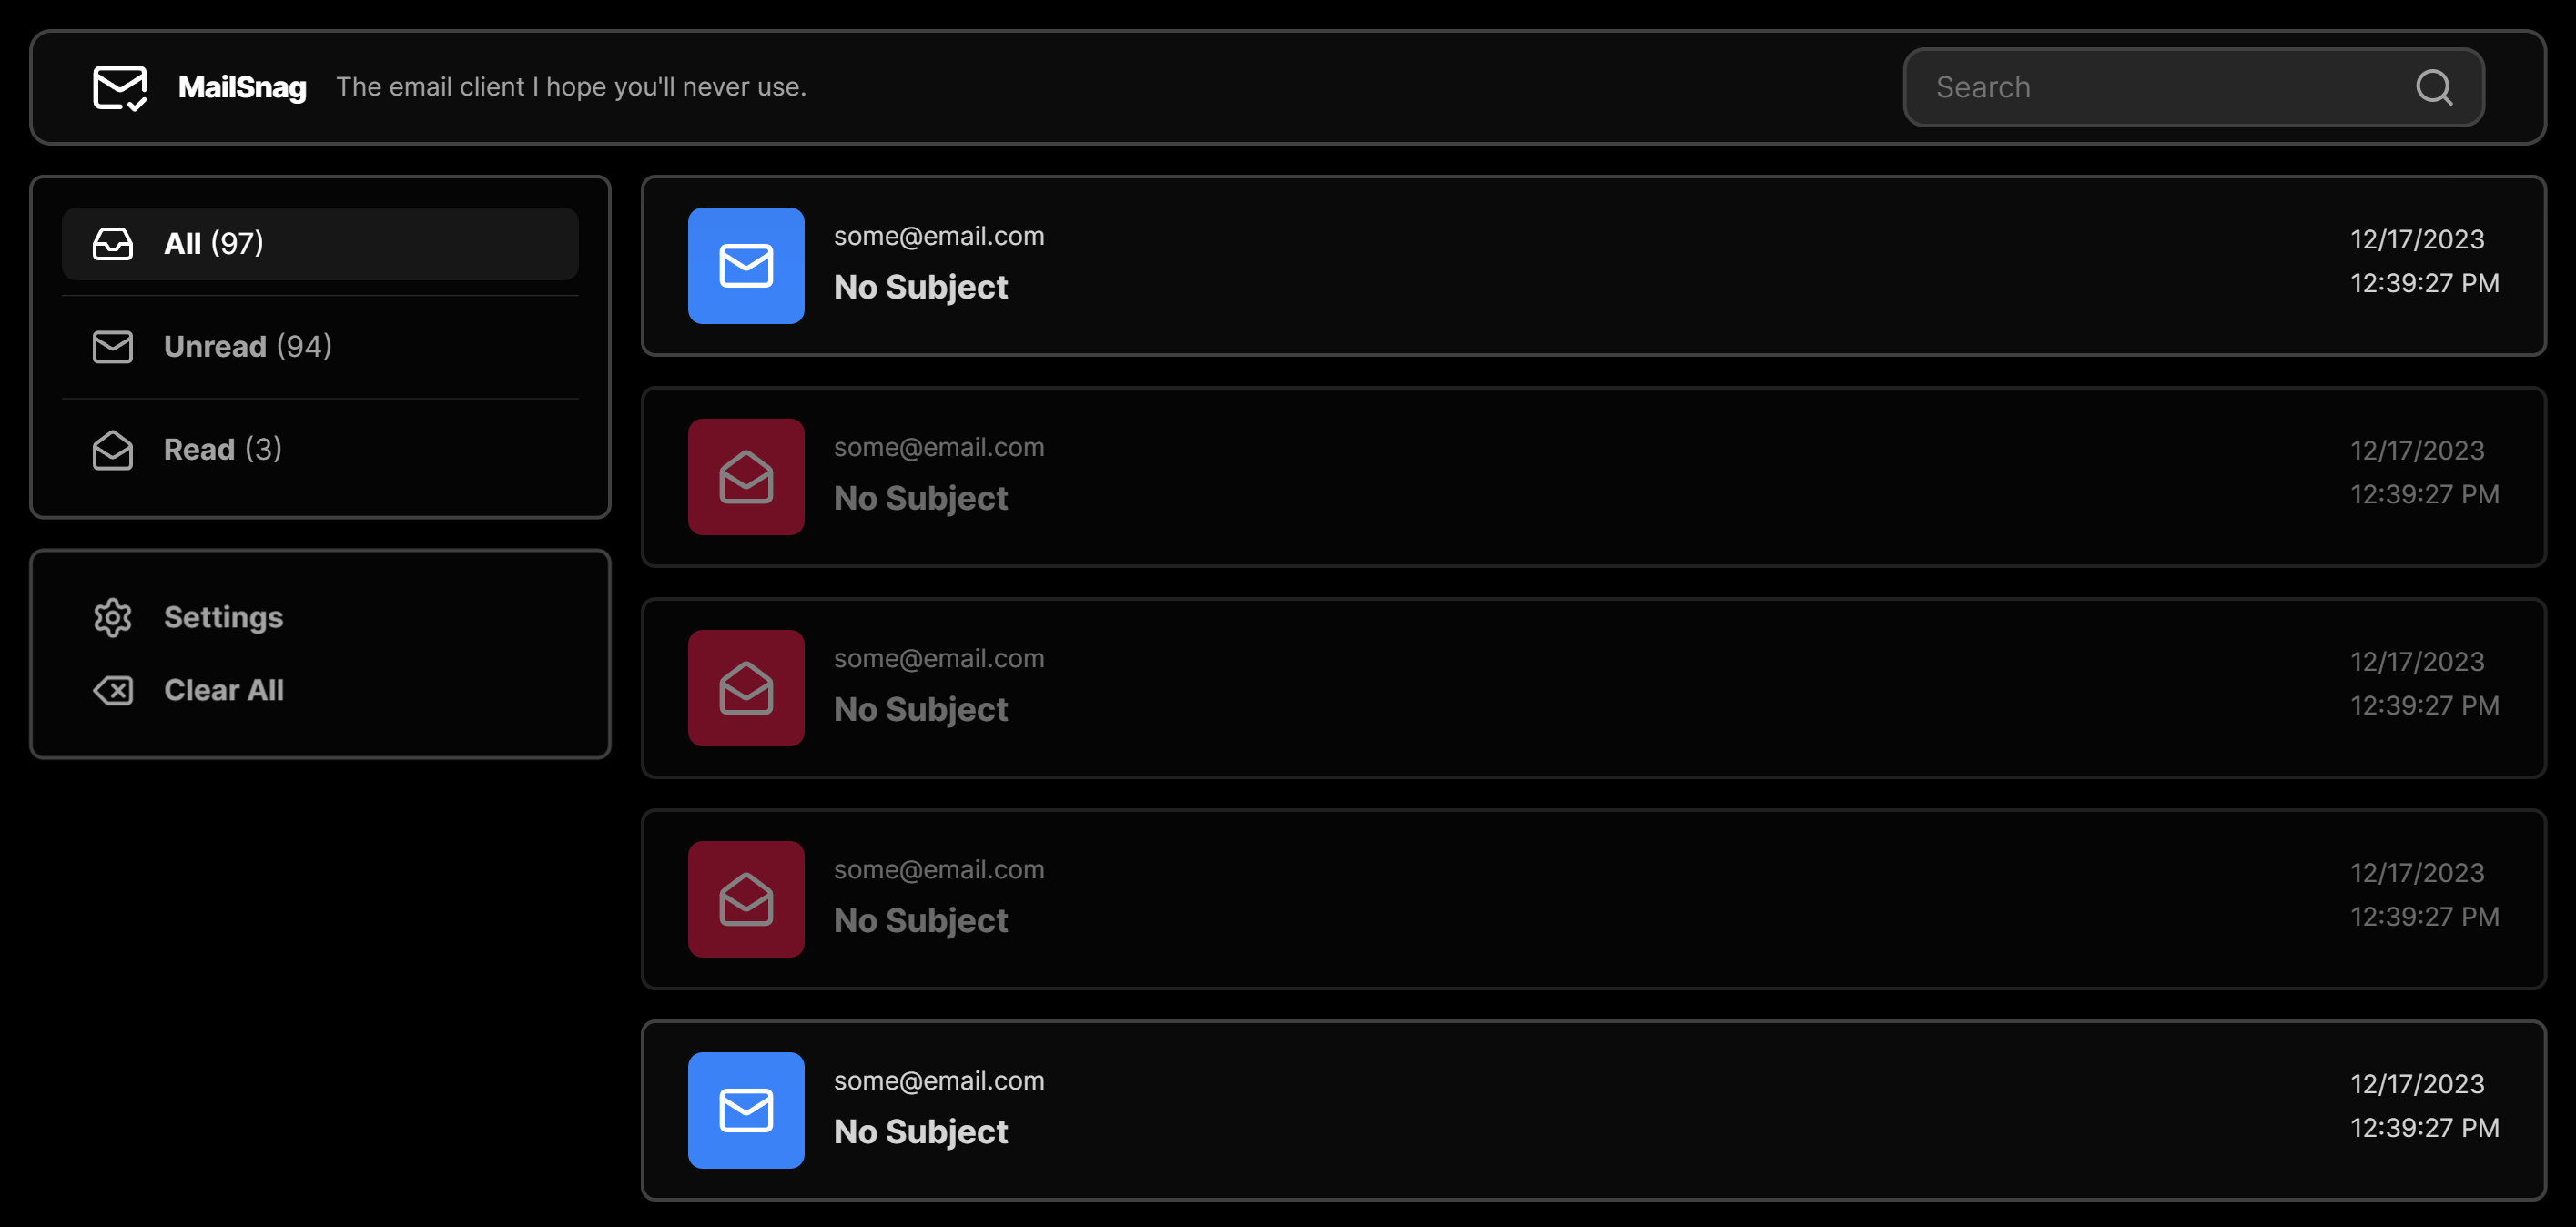 MailSnag The email client I hope you'll never use.
Search
All (97)
Unread (94)
Read (3)
Settings
Clear All
some@email.com
No Subject
12/17/2023
12:39:27 PM
some@email.com
No Subject
12/17/2023
12:39:27 PM
some@email.com
No Subject
12/17/2023
12:39:27 PM
some@email.com
No Subject
12/17/2023
12:39:27 PM
some@email.com
No Subject
12/17/2023
12:39:27 PM